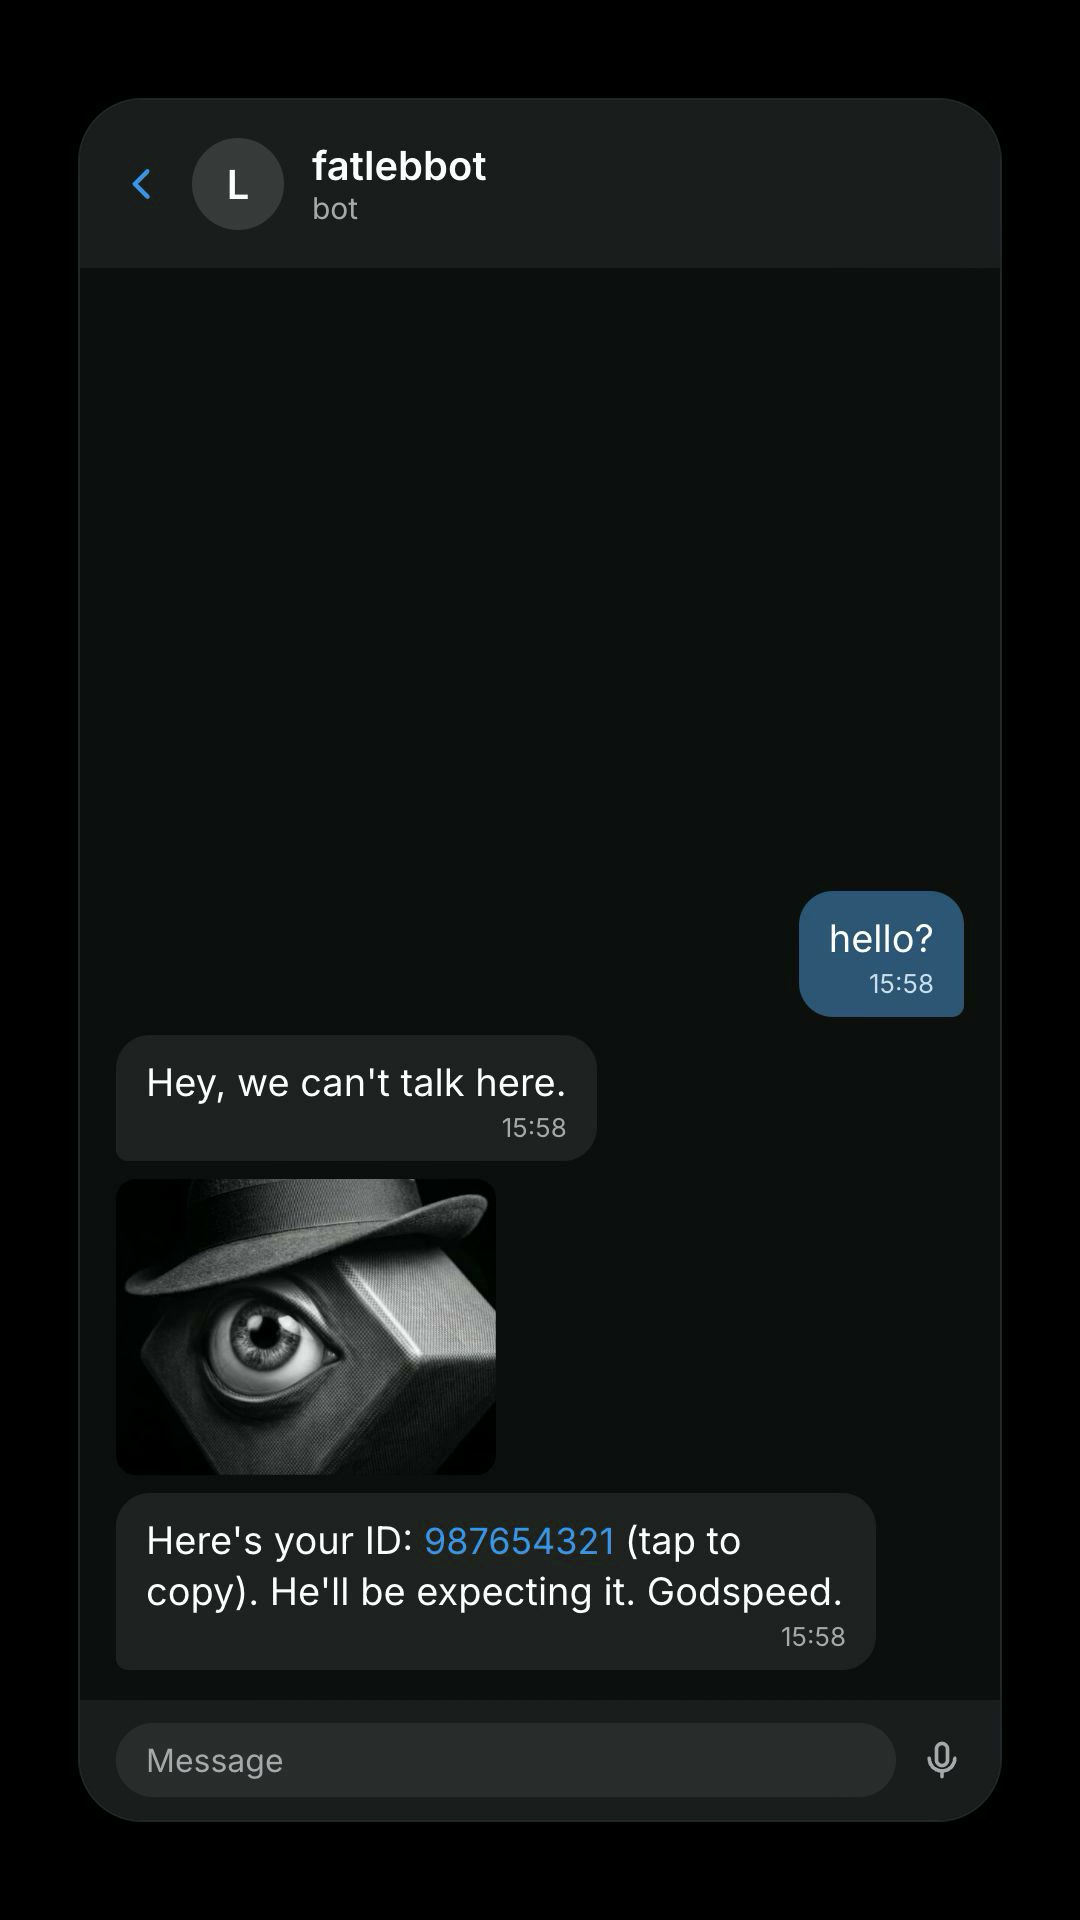 L
fatlebbot
bot
hello?
15:58
Hey, we can't talk here.
15:58
Here's your ID: 987654321 (tap to
copy). He'll be expecting it. Godspeed.
15:58
Message